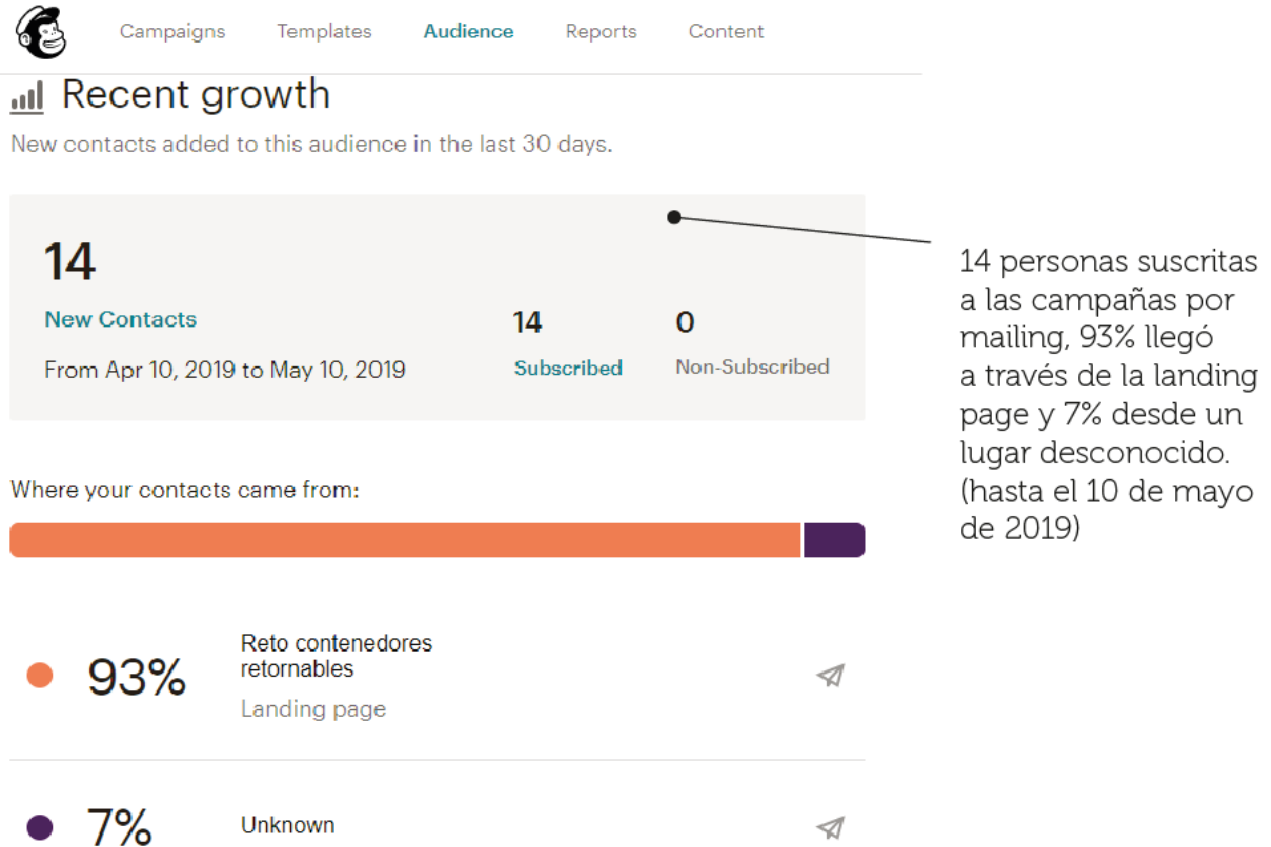 Campaigns Templates Audience Reports Content
Recent growth
New contacts added to this audience in the last 30 days.
14
New Contacts
From Apr 10, 2019 to May 10, 2019
14
Subscribed
0
Non-Subscribed
14 personas suscritas
a las campañas por
mailing, 93% llegó
a través de la landing
page y 7% desde un
lugar desconocido.
(hasta el 10 de mayo
de 2019)
Where your contacts came from:
93%
Reto contenedores
retornables
Landing page
7%
Unknown